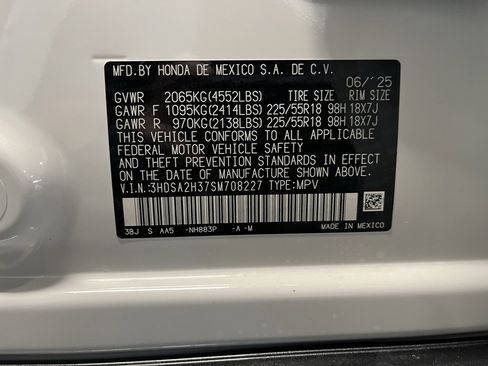 MFD.BY HONDA DE MEXICO S.A. DE C.V.
06/'25
GVWR 2065KG(4552LBS) TIRE SIZE RIM SIZE
GAWR F 1095KG(2414LBS) 225/55R18 98H 18X7J
GAWR R 970KG(2138LBS) 225/55R18 98H 18X7J
THIS VEHICLE CONFORMS TO ALL APPLICABLE
FEDERAL MOTOR VEHICLE SAFETY, BUMPER,
AND THEFT PREVENTION STANDARDS IN EFFECT
ON THE DATE OF MANUFACTURE SHOWN ABOVE.
V.I.N:3HDSA2H37SM708227 TYPE:MPV
3BJ S AA5 -NH883P -A -M MADE IN MEXICO